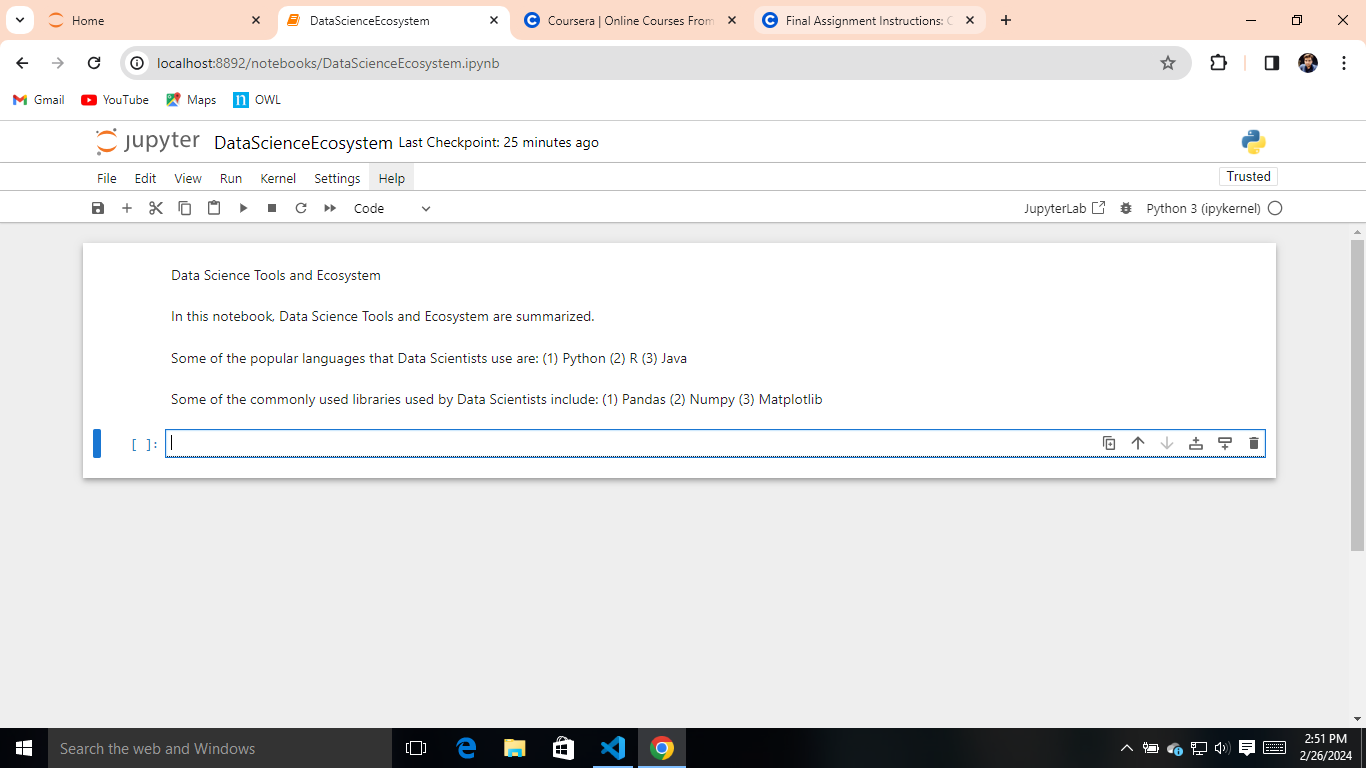 Home
DataScienceEcosystem
Coursera | Online Courses From
Final Assignment Instructions: C
localhost:8892/notebooks/DataScienceEcosystem.ipynb
Gmail YouTube Maps OWL
jupyter DataScienceEcosystem Last Checkpoint: 25 minutes ago
File Edit View Run Kernel Settings Help Trusted
Code JupyterLab Python 3 (ipykernel)
Data Science Tools and Ecosystem
In this notebook, Data Science Tools and Ecosystem are summarized.
Some of the popular languages that Data Scientists use are: (1) Python (2) R (3) Java
Some of the commonly used libraries used by Data Scientists include: (1) Pandas (2) Numpy (3) Matplotlib
[ ]:
Search the web and Windows
2:51 PM
2/26/2024